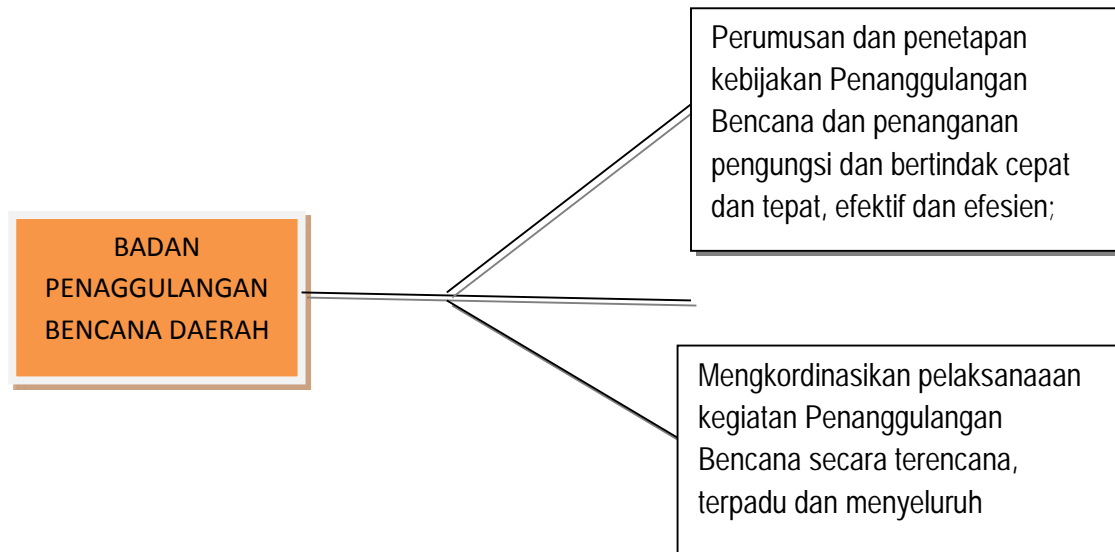 Perumusan dan penetapan
kebijakan Penanggulangan
Bencana dan penanganan
pengungsi dan bertindak cepat
dan tepat, efektif dan efesien;
BADAN
PENAGGULANGAN
BENCANA DAERAH
Mengkordinasikan pelaksanaaan
kegiatan Penanggulangan
Bencana secara terencana,
terpadu dan menyeluruh